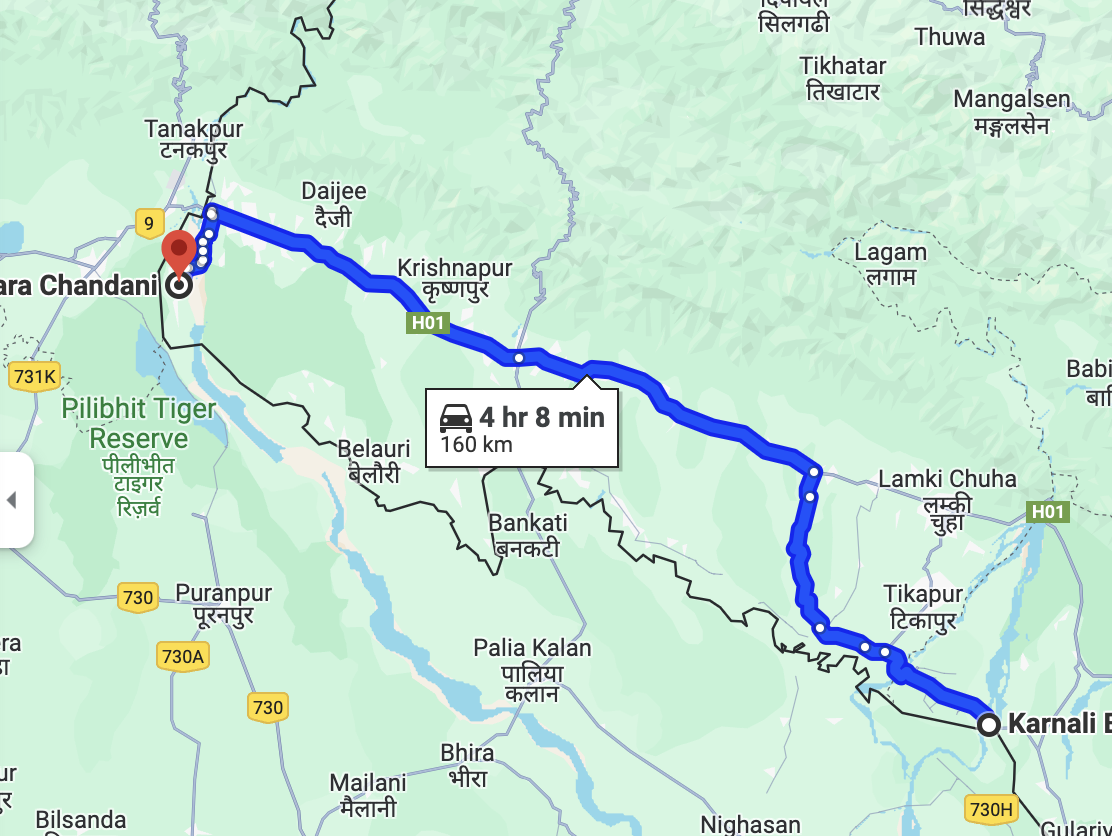 सिलगढी
सिद्धेश्वर
Thuwa
Tikhatar
तिखाटार
Mangalsen
मङ्गलसेन
Tanakpur
टनकपुर
Daijee
दैजी
9
Lagam
लगाम
Krishnapur
कृष्णपुर
ara Chandani
H01
731K
Babi
Pilibhit Tiger
Reserve
पीलीभीत
टाइगर
रिज़र्व
4 hr 8 min
160 km
Belauri
बेलौरी
Lamki Chuha
लम्की
चुहा
H01
Bankati
बनकटी
730
Puranpur
पूरनपुर
Tikapur
टिकापुर
730A
Palia Kalan
पालिया
कलान
730
Karnali B
Bhira
भीरा
Mailani
मैलानी
730H
Bilsanda
Nighasan
Gulariy